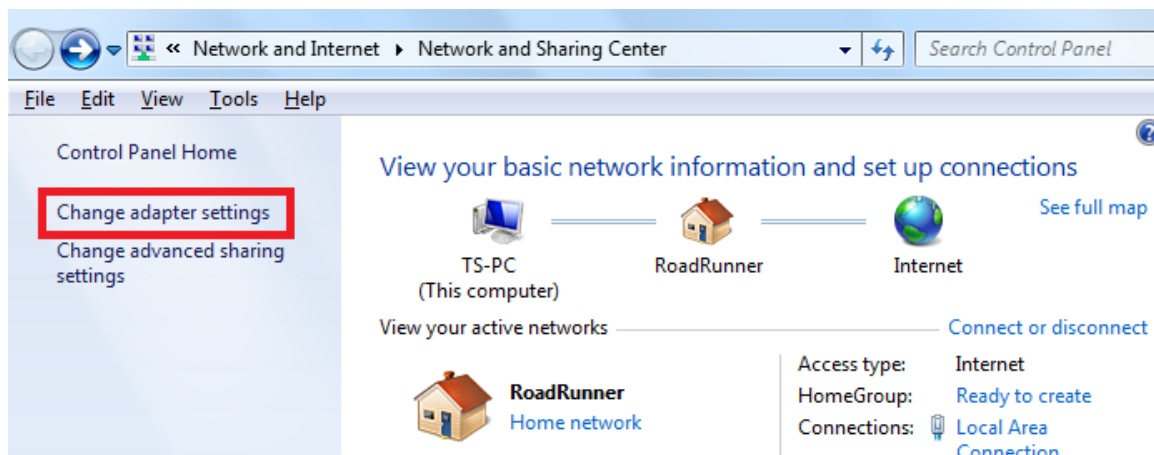 « Network and Internet ▸ Network and Sharing Center
Search Control Panel
File Edit View Tools Help
Control Panel Home
Change adapter settings
Change advanced sharing
settings
View your basic network information and set up connections
See full map
TS-PC
(This computer)
RoadRunner
Internet
View your active networks
Connect or disconnect
RoadRunner
Home network
Access type: Internet
HomeGroup: Ready to create
Connections: Local Area
Connection